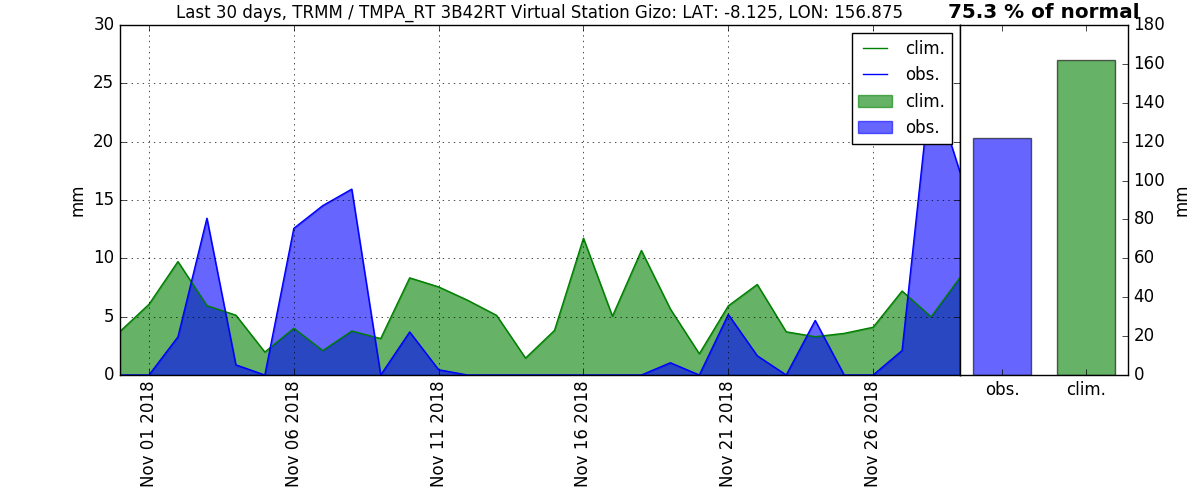 Last 30 days, TRMM / TMPA_RT 3B42RT Virtual Station Gizo: LAT: -8.125, LON: 156.875
75.3 % of normal
30
25
20
15
10
5
0
mm
clim.
obs.
clim.
obs.
Nov 01 2018
Nov 06 2018
Nov 11 2018
Nov 16 2018
Nov 21 2018
Nov 26 2018
180
160
140
120
100
80
60
40
20
0
mm
obs.
clim.